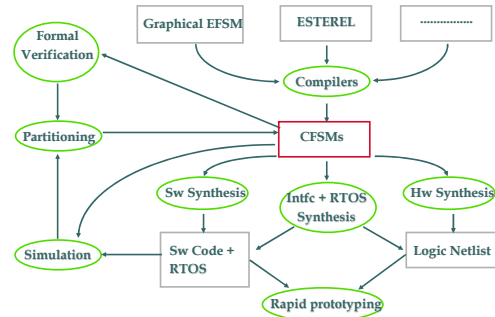 Graphical EFSM
ESTEREL
.................
Formal
Verification
Compilers
Partitioning
CFSMs
Sw Synthesis
Intfc + RTOS
Synthesis
Hw Synthesis
Simulation
Sw Code +
RTOS
Logic Netlist
Rapid prototyping